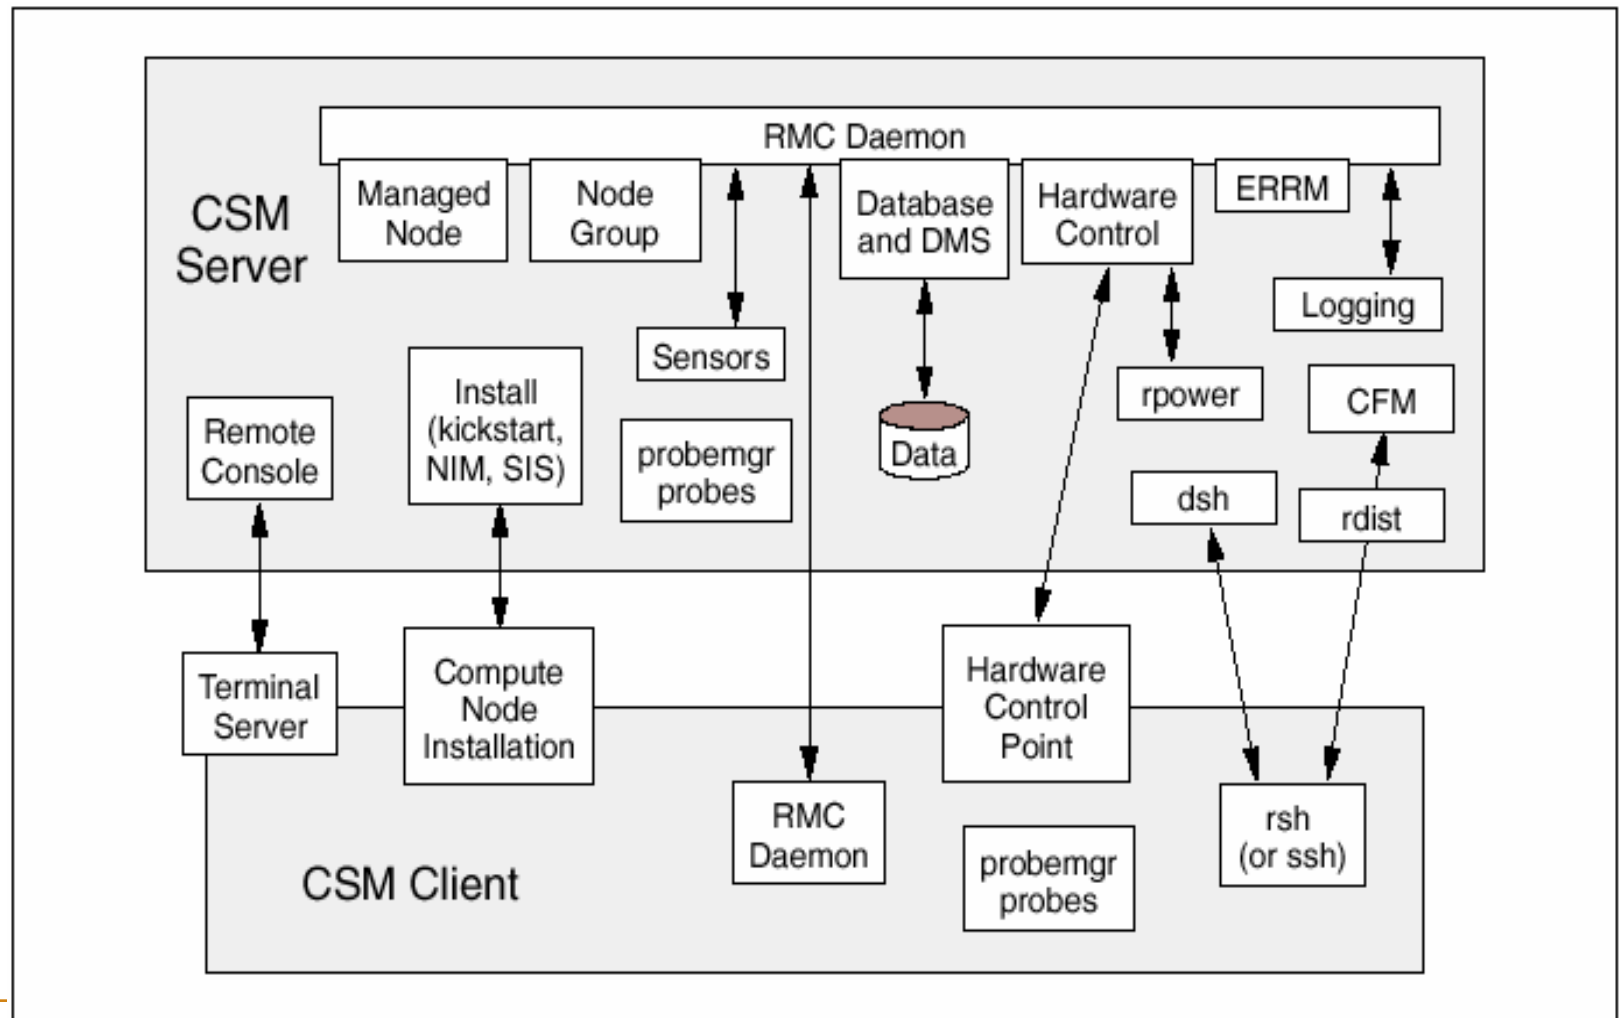 RMC Daemon
Managed
Node
Node
Group
Database
and DMS
Hardware
Control
ERRM
CSM
Server
Logging
Sensors
Install
(kickstart,
NIM, SIS)
rpower
CFM
Remote
Console
probemgr
probes
Data
dsh
rdist
Terminal
Server
Compute
Node
Installation
Hardware
Control
Point
RMC
Daemon
rsh
(or ssh)
probemgr
probes
CSM Client